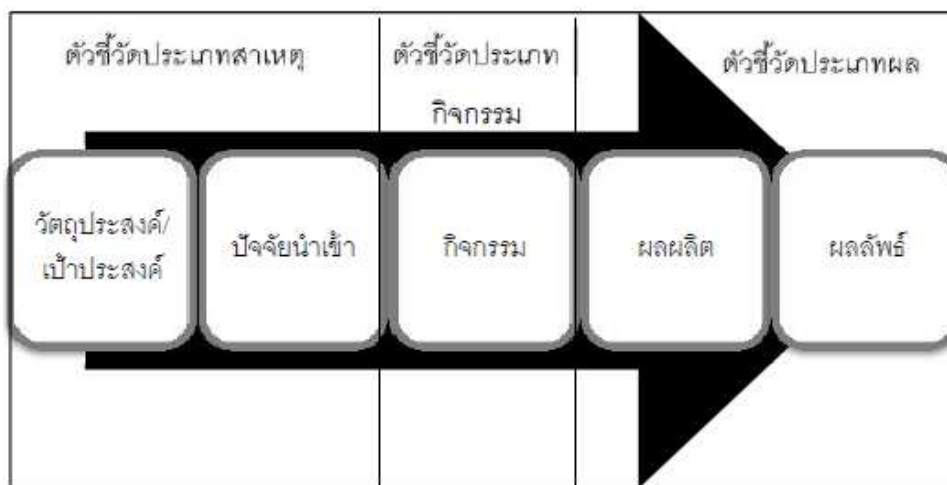 ตัวชี้วัดประเภทสาเหตุ
ตัวชี้วัดประเภท
กิจกรรม
ตัวชี้วัดประเภทผล
วัตถุประสงค์/
เป้าประสงค์
ปัจจัยนำเข้า
กิจกรรม
ผลผลิต
ผลลัพธ์